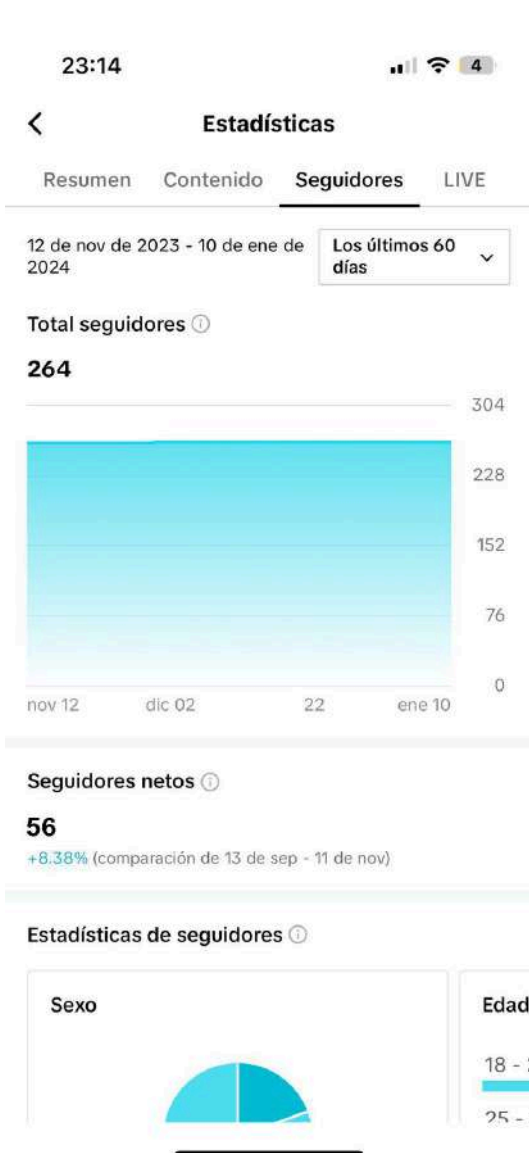 23:14
4
Estadísticas
Resumen Contenido Seguidores LIVE
12 de nov de 2023 - 10 de ene de
2024
Los últimos 60
días
Total seguidores
264
304
228
152
76
0
nov 12 dic 02 22 ene 10
Seguidores netos
56
+8.38% (comparación de 13 de sep - 11 de nov)
Estadísticas de seguidores
Sexo
Edad
18 -
25 -